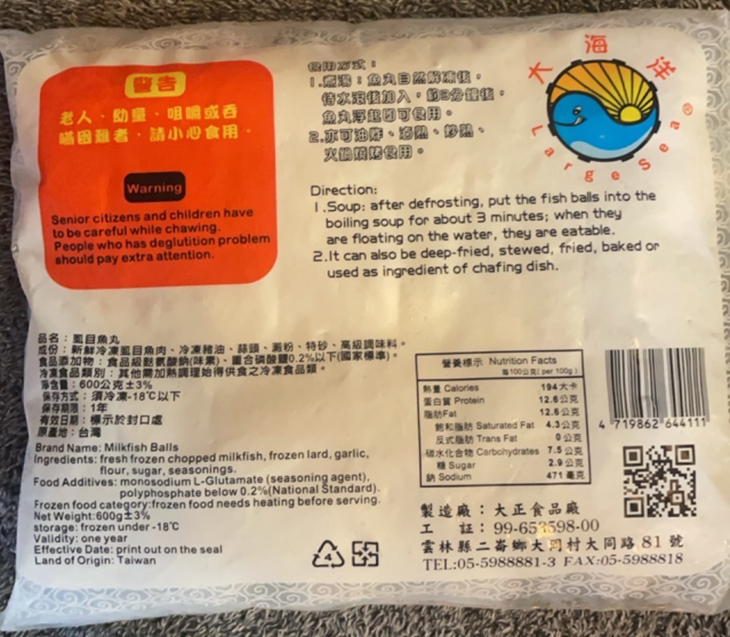 警告
老人、幼童、咀嚼或吞
嚥困難者，請小心食用。
Warning
Senior citizens and children have
to be careful while chawing.
People who has deglutition problem
should pay extra attention.
食用方式：
1.煮湯：魚丸自然解凍後，
待水滾後加入，約3分鐘後，
魚丸浮起即可食用。
2.亦可油炸、滷熱、炒熟、
火鍋燒烤食用。
大海洋
Large Sea®
Direction:
1.Soup: after defrosting, put the fish balls into the
boiling soup for about 3 minutes; when they
are floating on the water, they are eatable.
2.It can also be deep-fried, stewed, fried, baked or
used as ingredient of chafing dish.
品名：虱目魚丸
成份：新鮮冷凍虱目魚肉、冷凍豬油、蒜頭、澱粉、特砂、高級調味料。
食品添加物：食品級麩氨酸鈉(味素)、重合磷酸鹽0.2%以下(國家標準)。
冷凍食品類別：其他需加熱調理始得供食之冷凍食品類。
淨含量：600公克±3%
保存方式：須冷凍-18℃以下
保存期限：1年
有效日期：標示於封口處
原產地：台灣
Brand Name: Milkfish Balls
Ingredients: fresh frozen chopped milkfish, frozen lard, garlic,
flour, sugar, seasonings.
Food Additives: monosodium L-Glutamate (seasoning agent),
polyphosphate below 0.2%(National Standard).
Frozen food category:frozen food needs heating before serving.
Net Weight:600g±3%
storage: frozen under -18℃
Validity: one year
Effective Date: print out on the seal
Land of Origin: Taiwan
4
營養標示 Nutrition Facts
每100公克( per 100g )
熱量 Calories 194大卡
蛋白質 Protein 12.6公克
脂肪Fat 12.6公克
飽和脂肪 Saturated Fat 4.3公克
反式脂肪 Trans Fat 0公克
碳水化合物 Carbohydrates 7.5公克
糖 Sugar 2.9公克
鈉 Sodium 471毫克
4 719862 644111
製造廠：大正食品廠
工　証：99-653598-00
雲林縣二崙鄉大同村大同路 81 號
TEL:05-5988881-3 FAX:05-5988818